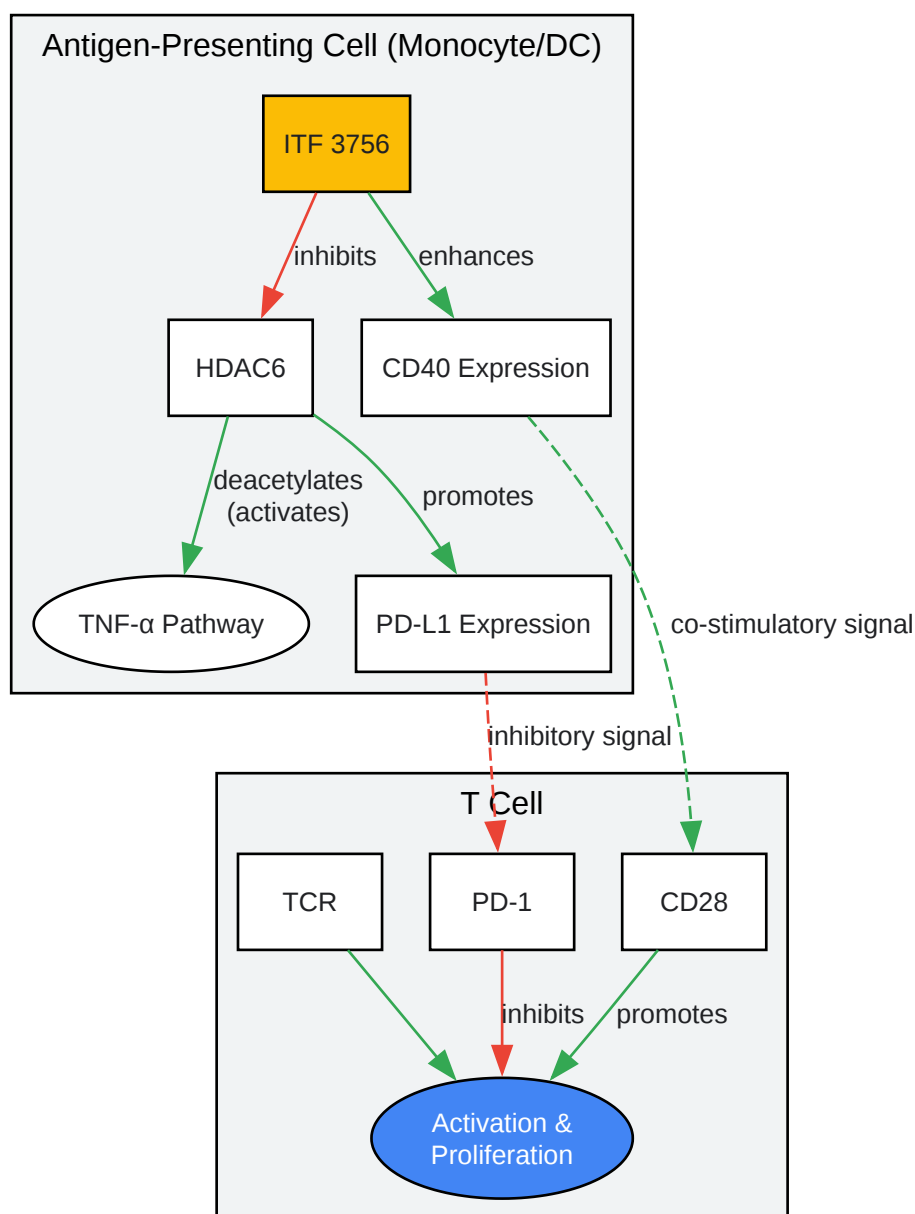 Antigen-Presenting Cell (Monocyte/DC)
ITF 3756
inhibits
enhances
HDAC6
CD40 Expression
deacetylates
(activates)
promotes
TNF-α Pathway
PD-L1 Expression
co-stimulatory signal
inhibitory signal
T Cell
TCR
PD-1
CD28
inhibits
promotes
Activation &
Proliferation